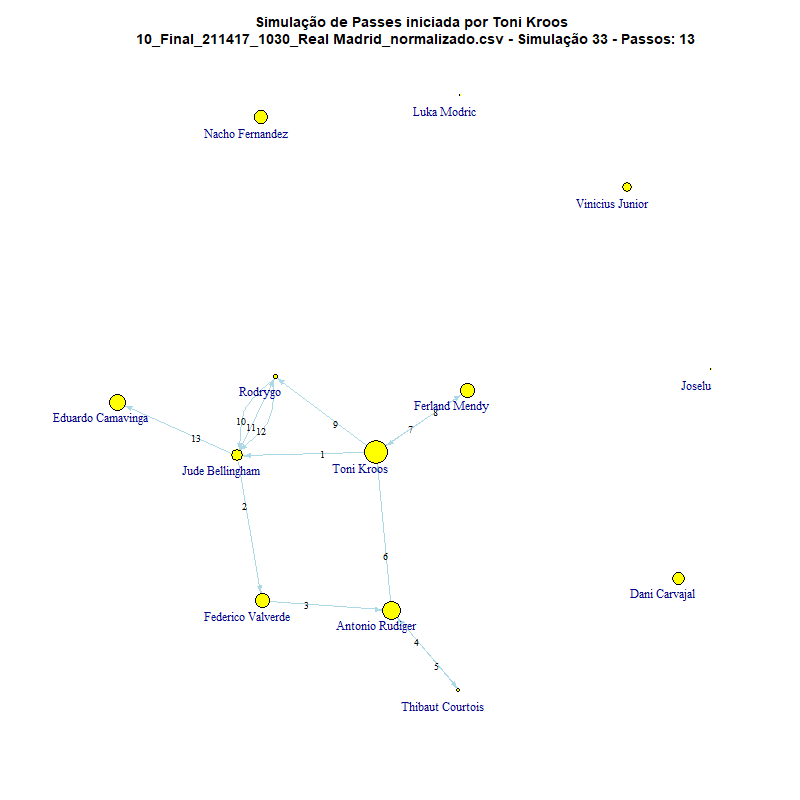 Simulação de Passes iniciada por Toni Kroos
10_Final_211417_1030_Real Madrid_normalizado.csv - Simulação 33 - Passos: 13
Luka Modric
Nacho Fernandez
Vinicius Junior
Joselu
Rodrygo
Ferland Mendy
Eduardo Camavinga
8
10
9
11
7
12
13
1
Jude Bellingham
Toni Kroos
2
6
Dani Carvajal
3
Federico Valverde
Antonio Rudiger
4
5
Thibaut Courtois